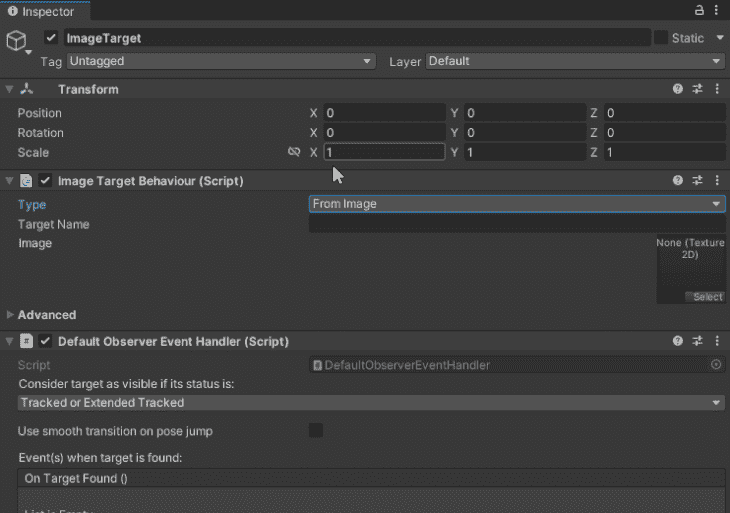 Inspector
ImageTarget Static
Tag Untagged Layer Default
Transform
Position X 0 Y 0 Z 0
Rotation X 0 Y 0 Z 0
Scale X 1 Y 1 Z 1
Image Target Behaviour (Script)
Type From Image
Target Name
Image None (Texture
2D)
Select
Advanced
# Default Observer Event Handler (Script)
Script # DefaultObserverEventHandler
Consider target as visible if its status is:
Tracked or Extended Tracked
Use smooth transition on pose jump
Event(s) when target is found:
On Target Found ()
List is Empty